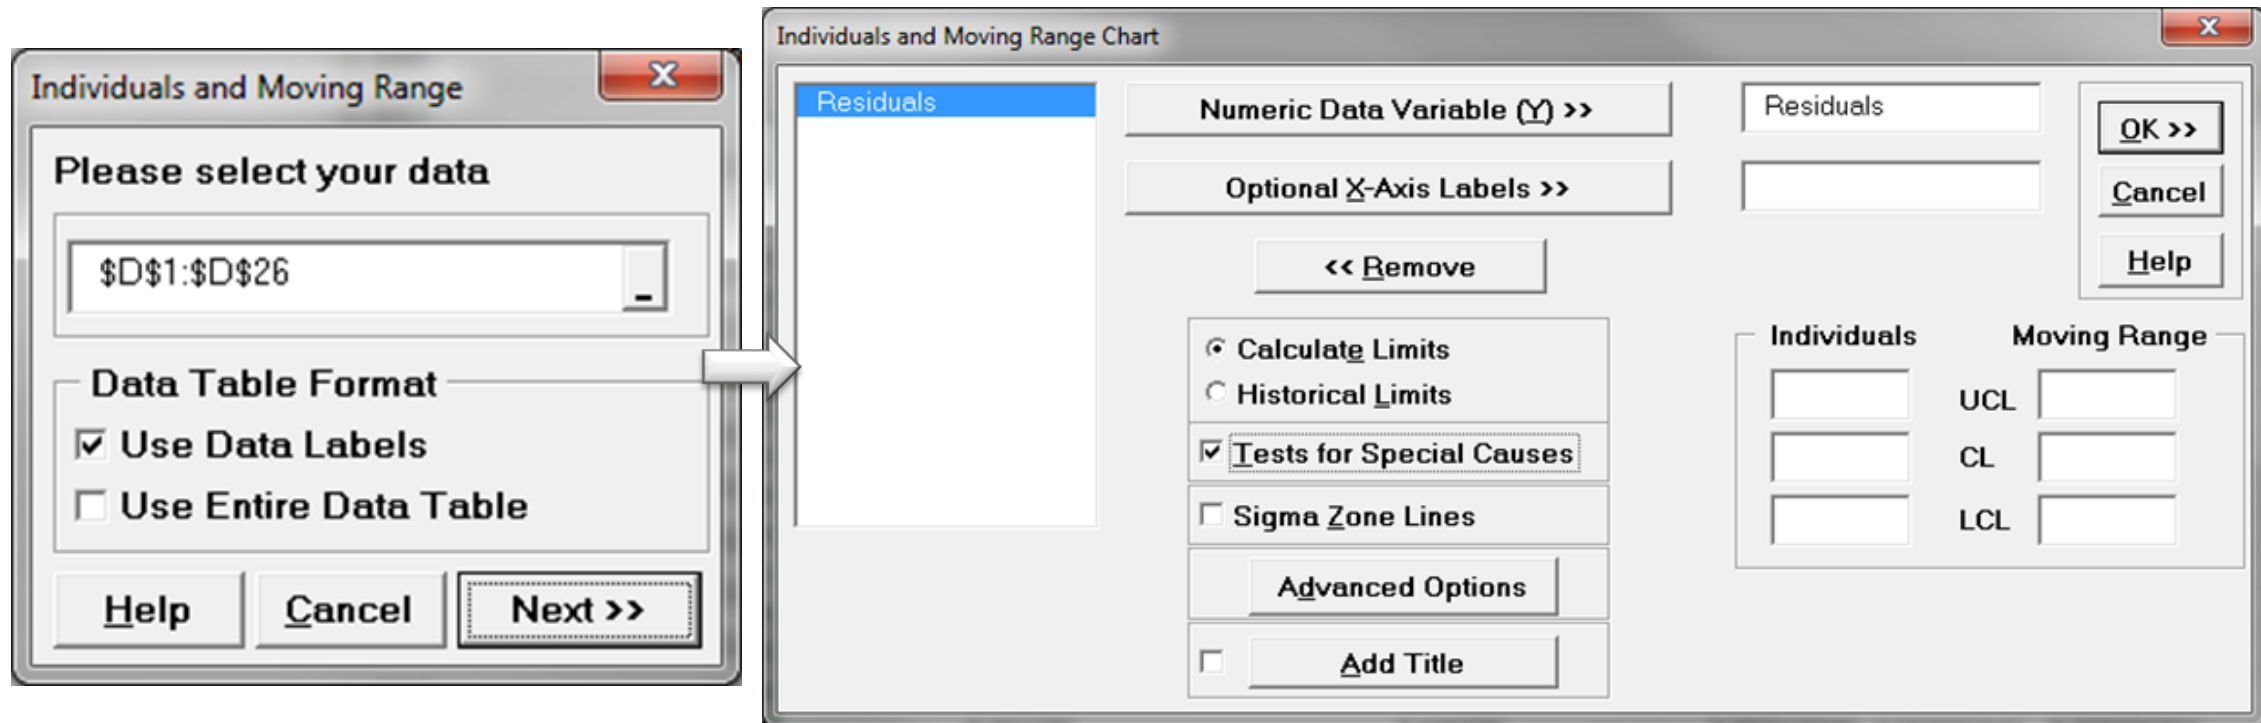 Individuals and Moving Range
Please select your data
$D$1:$D$26
Data Table Format
Use Data Labels
Use Entire Data Table
Help
Cancel
Next >>
Individuals and Moving Range Chart
Residuals
Numeric Data Variable (Y) >>
Residuals
Optional X-Axis Labels >>
<< Remove
OK >>
Cancel
Help
Calculate Limits
Historical Limits
Tests for Special Causes
Sigma Zone Lines
Advanced Options
Add Title
Individuals Moving Range
UCL
CL
LCL